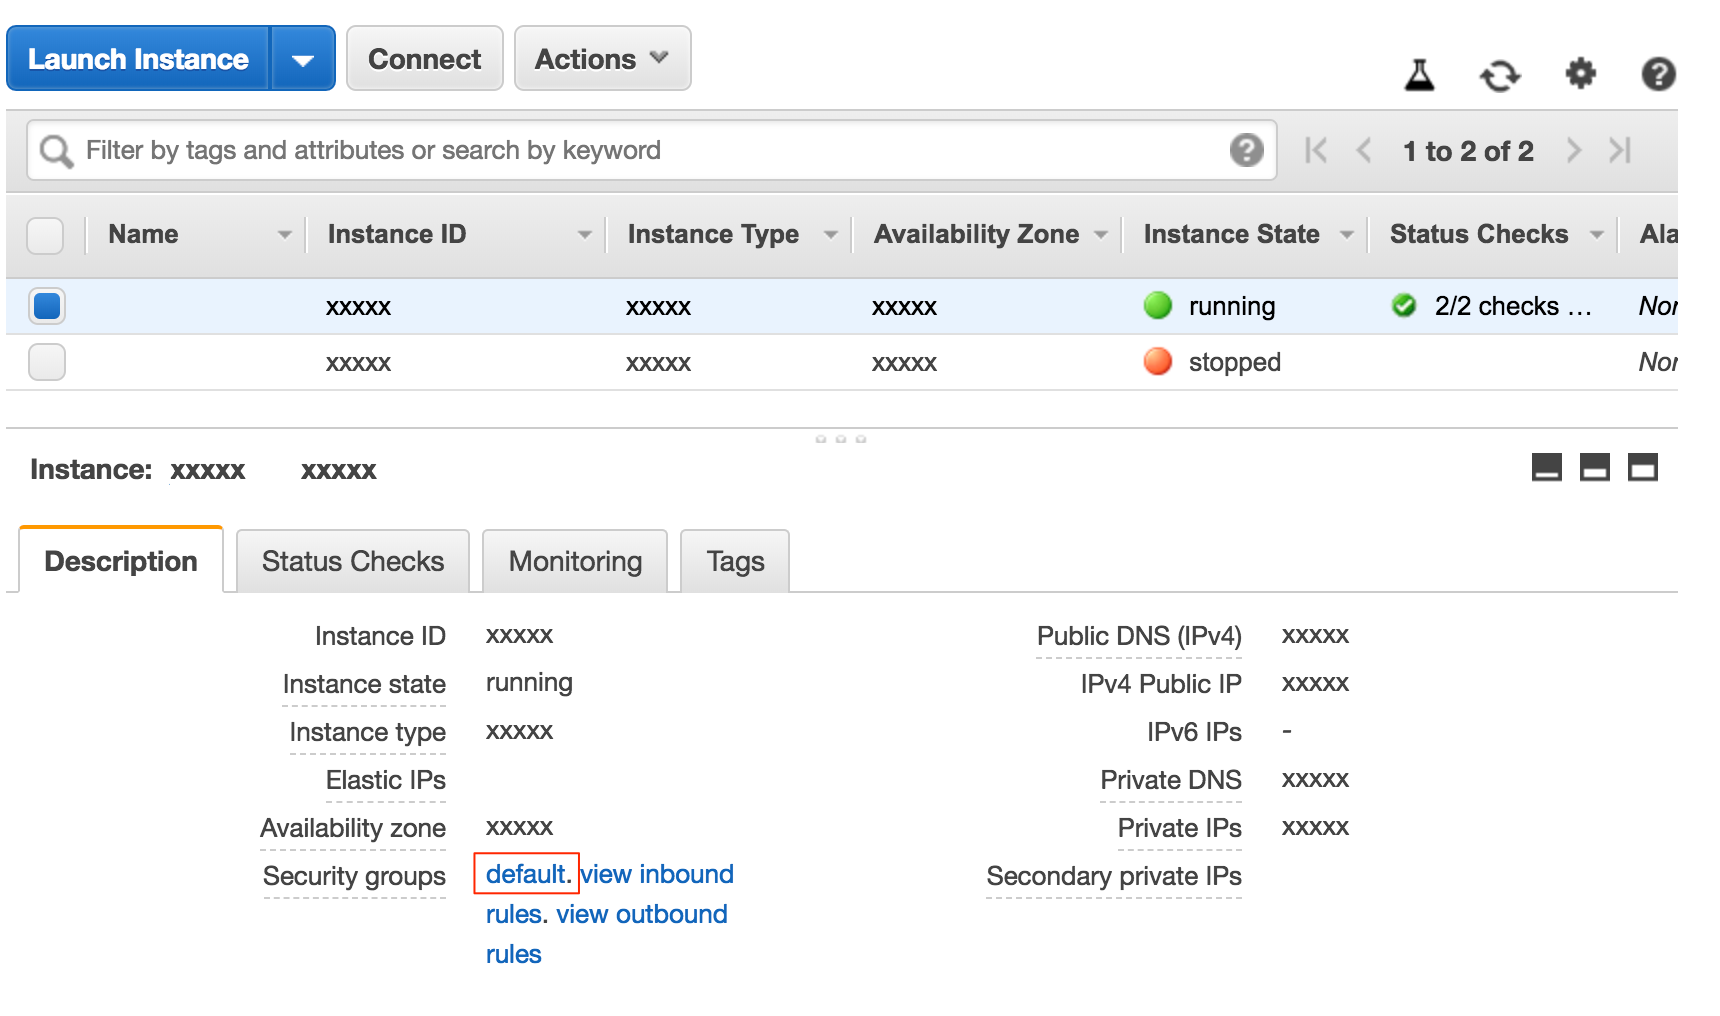 Launch Instance Connect Actions
Filter by tags and attributes or search by keyword ? 1 to 2 of 2 ?
Name Instance ID Instance Type Availability Zone Instance State Status Checks Ala
xxxxx xxxxx xxxxx running 2/2 checks … Nor
xxxxx xxxxx xxxxx stopped Nor
Instance: xxxxx xxxxx
Description Status Checks Monitoring Tags
Instance ID xxxxx Public DNS (IPv4) xxxxx
Instance state running IPv4 Public IP xxxxx
Instance type xxxxx IPv6 IPs -
Elastic IPs Private DNS xxxxx
Availability zone xxxxx Private IPs xxxxx
Security groups default. view inbound Secondary private IPs
rules. view outbound
rules